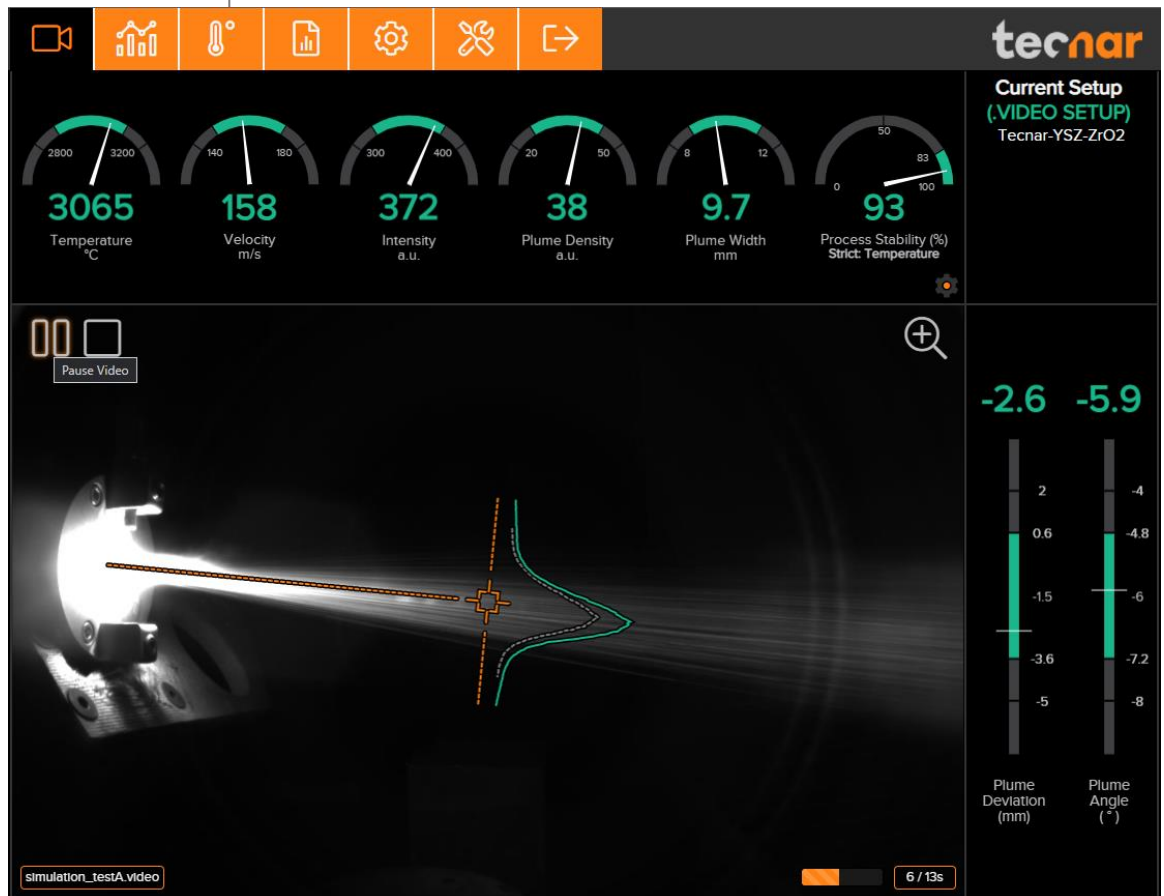 tecnar
Current Setup
(.VIDEO SETUP)
Tecnar-YSZ-ZrO2
2800 3200
3065
Temperature
°C
140 180
158
Velocity
m/s
300 400
372
Intensity
a.u.
20 50
38
Plume Density
a.u.
8 12
9.7
Plume Width
mm
50
83
0 100
93
Process Stability (%)
Strict: Temperature
Pause Video
-2.6
2
0.6
-1.5
-3.6
-5
Plume
Deviation
(mm)
-5.9
-4
-4.8
-6
-7.2
-8
Plume
Angle
(°)
simulation_testA.video
6 / 13s